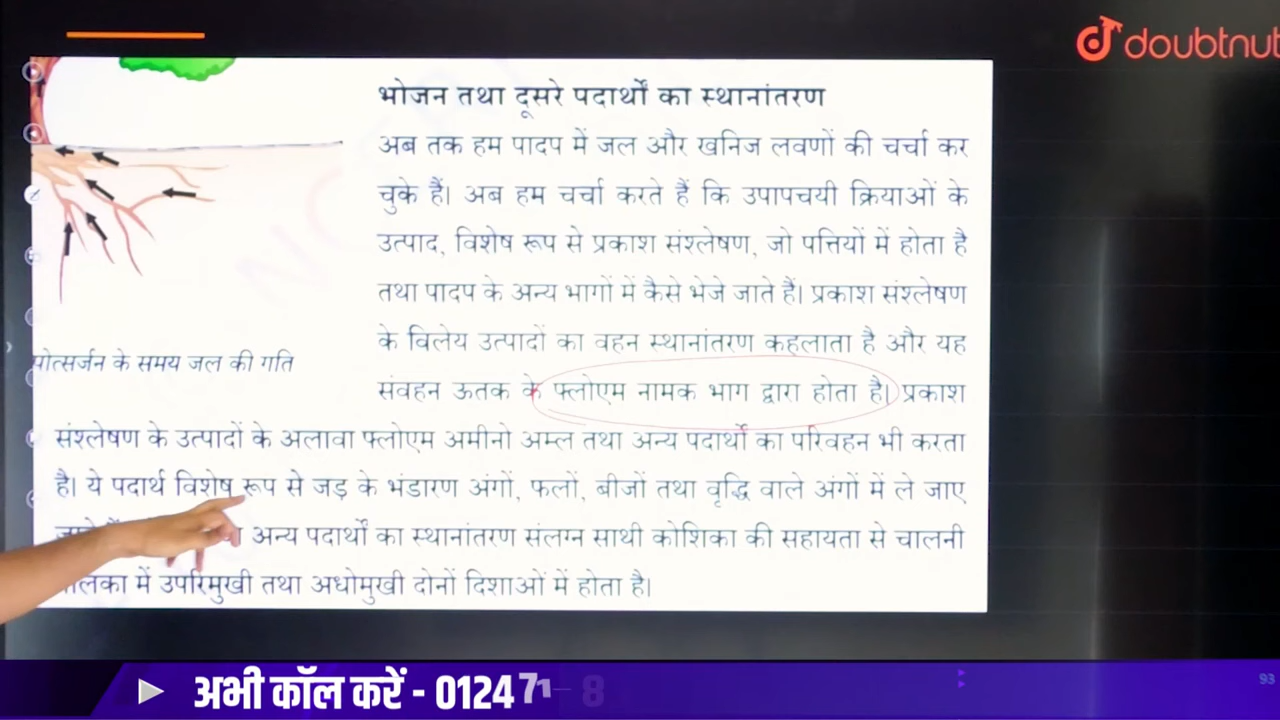 doubtnut
भोजन तथा दूसरे पदार्थों का स्थानांतरण
अब तक हम पादप में जल और खनिज लवणों की चर्चा कर
चुके हैं। अब हम चर्चा करते हैं कि उपापचयी क्रियाओं के
उत्पाद, विशेष रूप से प्रकाश संश्लेषण, जो पत्तियों में होता है
तथा पादप के अन्य भागों में कैसे भेजे जाते हैं। प्रकाश संश्लेषण
के विलेय उत्पादों का वहन स्थानांतरण कहलाता है और यह
संवहन ऊतक के फ्लोएम नामक भाग द्वारा होता है। प्रकाश
संश्लेषण के उत्पादों के अलावा फ्लोएम अमीनो अम्ल तथा अन्य पदार्थों का परिवहन भी करता
है। ये पदार्थ विशेष रूप से जड़ के भंडारण अंगों, फलों, बीजों तथा वृद्धि वाले अंगों में ले जाए
अन्य पदार्थों का स्थानांतरण संलग्न साथी कोशिका की सहायता से चालनी
में उपरिमुखी तथा अधोमुखी दोनों दिशाओं में होता है।
के समय जल की गति
अभी कॉल करें - 0124 71 - 8
93